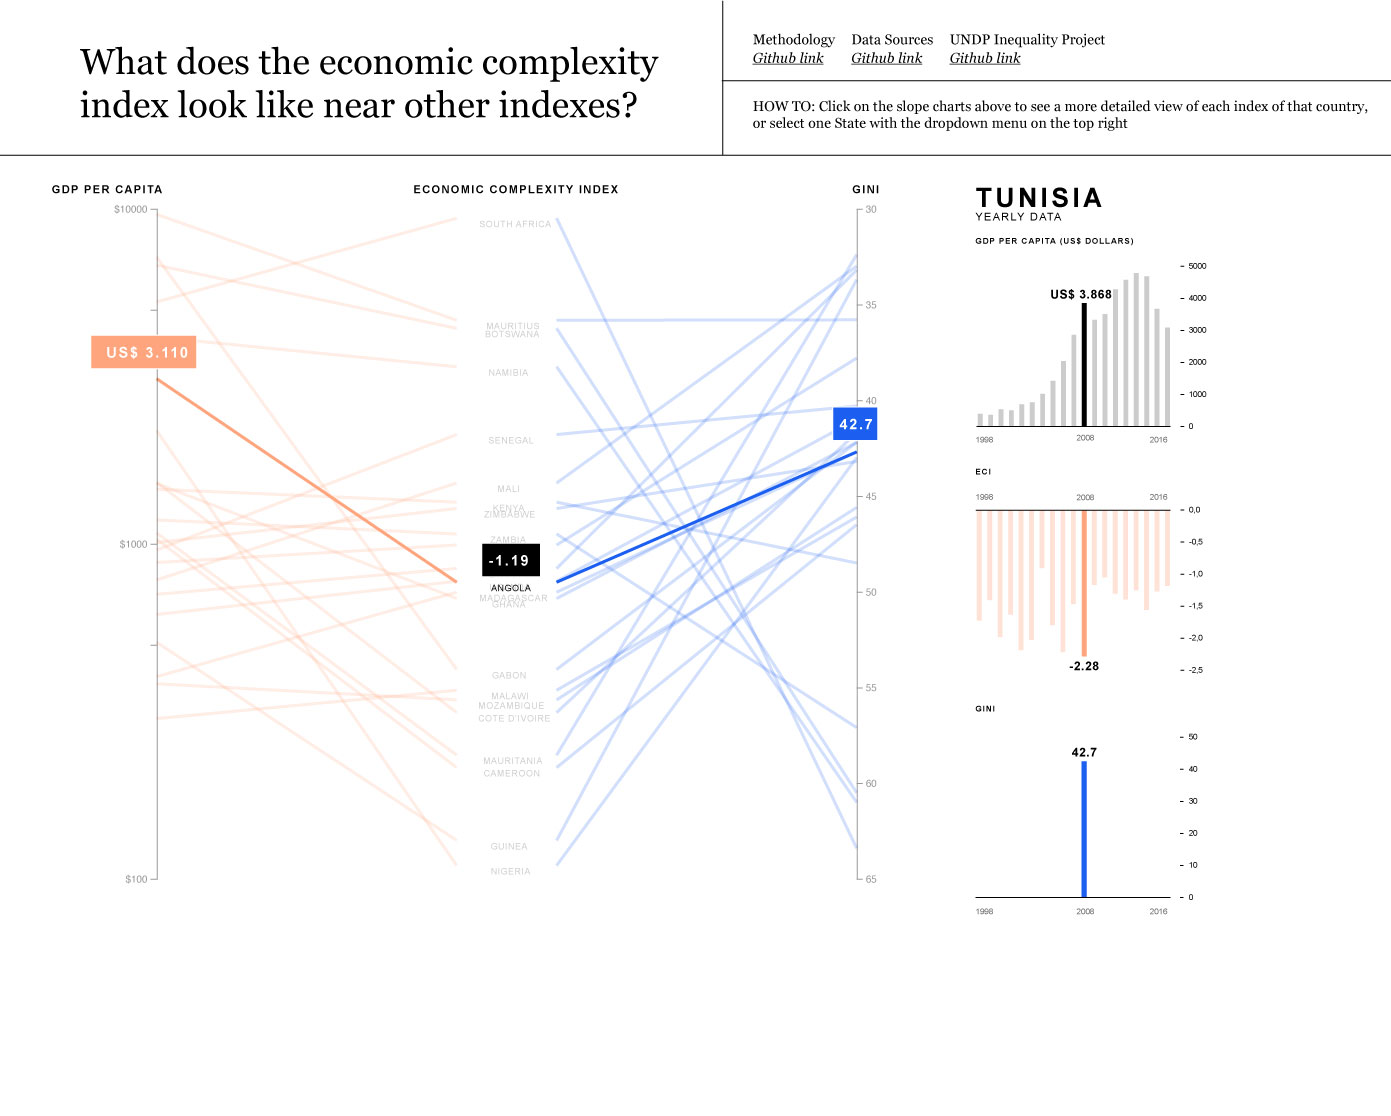 What does the economic complexity
index look like near other indexes?
Methodology Data Sources UNDP Inequality Project
Github link Github link Github link
HOW TO: Click on the slope charts above to see a more detailed view of each index of that country,
or select one State with the dropdown menu on the top right
GDP PER CAPITA
ECONOMIC COMPLEXITY INDEX
GINI
$10000
US$ 3.110
$1000
$100
SOUTH AFRICA
MAURITIUS
BOTSWANA
NAMIBIA
SENEGAL
MALI
KENYA
ZIMBABWE
ZAMBIA
-1.19
ANGOLA
MADAGASCAR
GHANA
GABON
MALAWI
MOZAMBIQUE
COTE D'IVOIRE
MAURITANIA
CAMEROON
GUINEA
NIGERIA
30
35
40
42.7
45
50
55
60
65
TUNISIA
YEARLY DATA
GDP PER CAPITA (US$ DOLLARS)
US$ 3.868
5000
4000
3000
2000
1000
0
1998 2008 2016
ECI
1998 2008 2016
0,0
-0,5
-1,0
-1,5
-2,0
-2,5
-2.28
GINI
42.7
50
40
30
20
10
0
1998 2008 2016